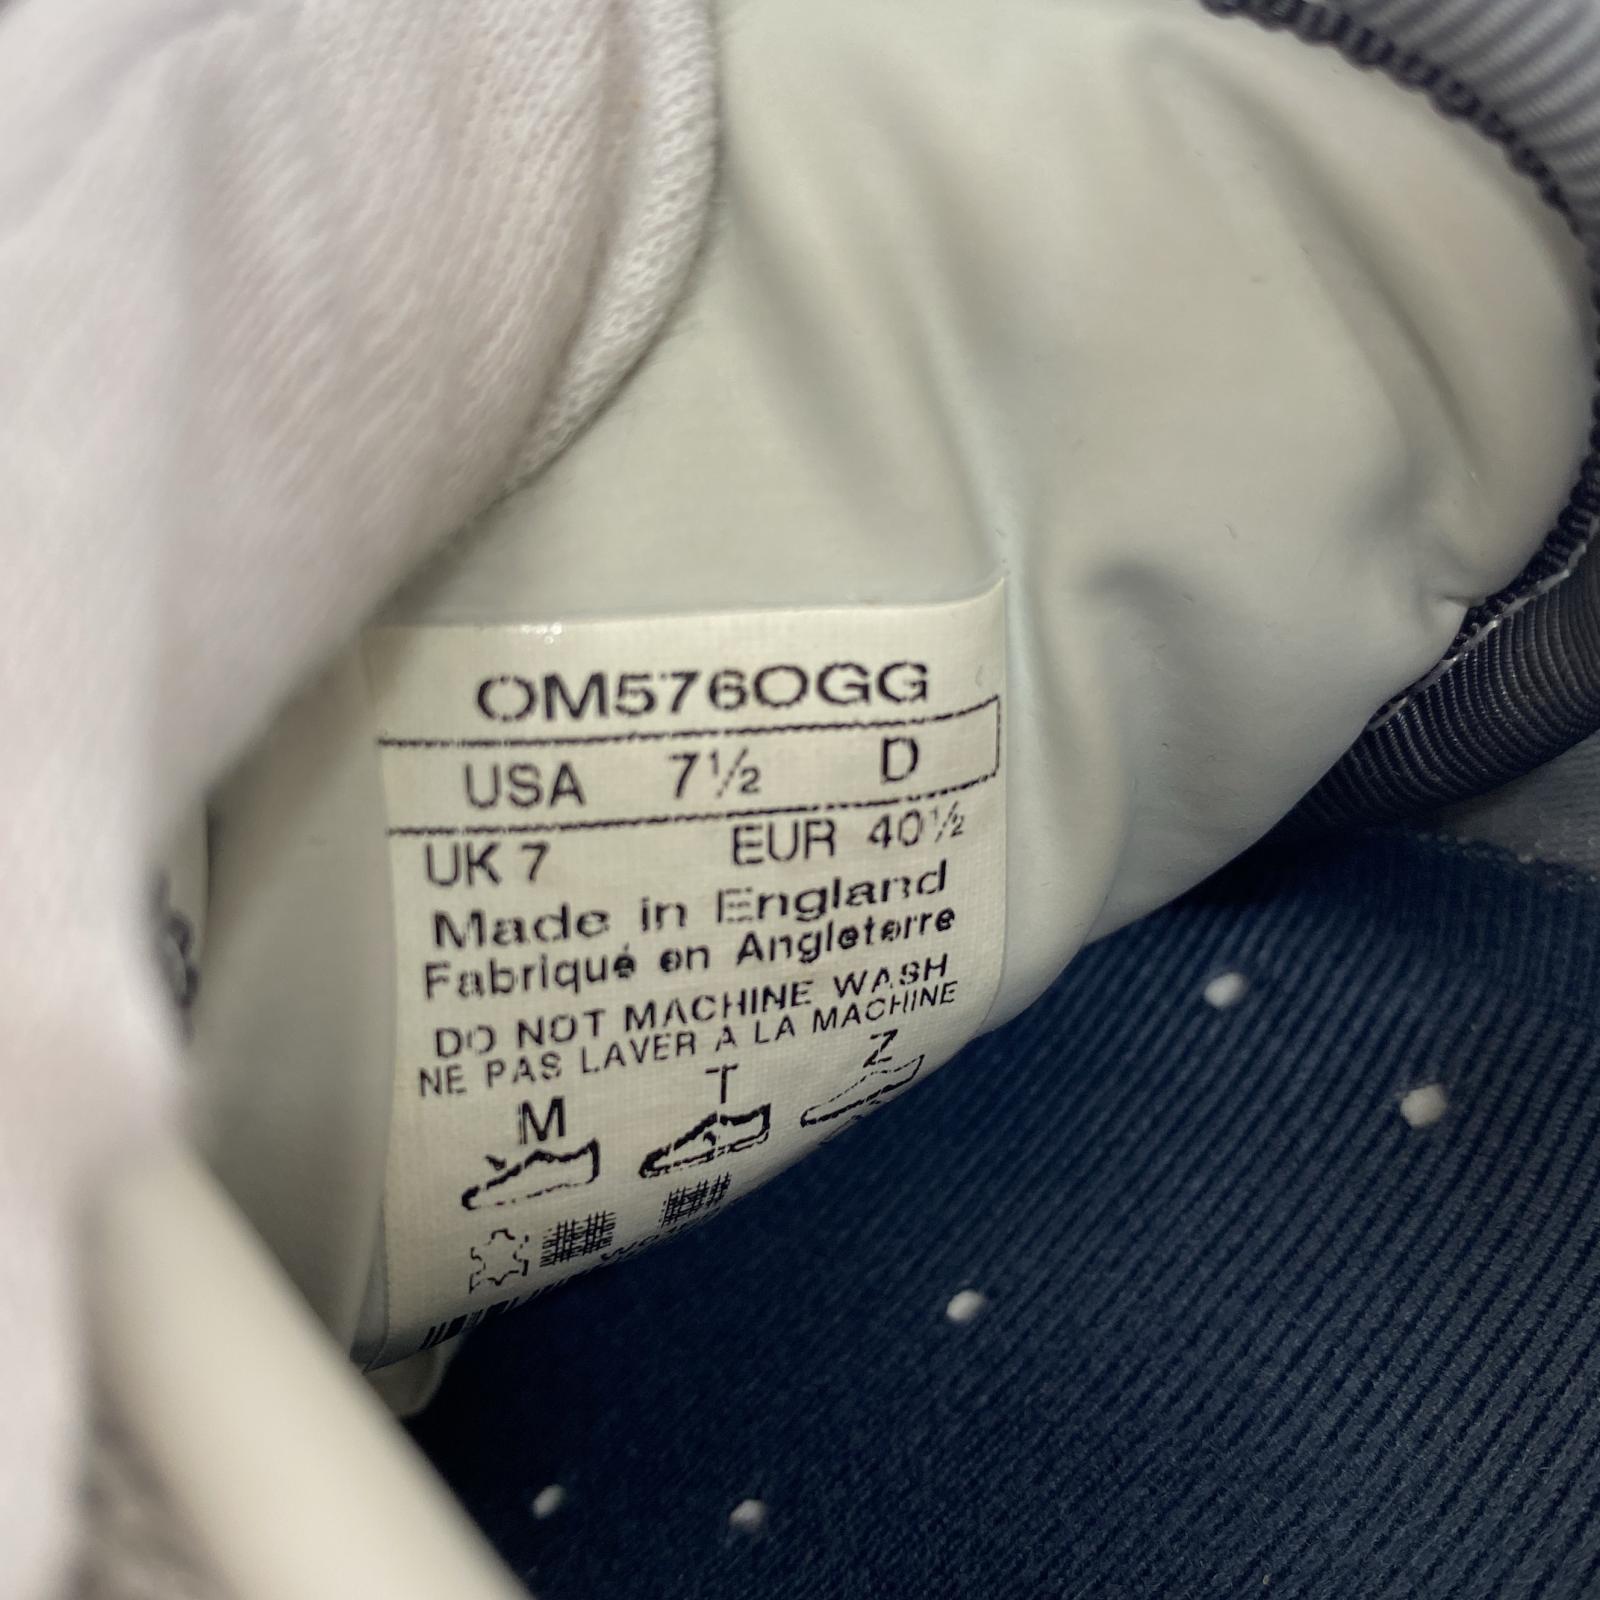 OM576OGG
USA 7½ D
UK 7 EUR 40½
Made in England
Fabriqué en Angleterre
DO NOT MACHINE WASH
NE PAS LAVER A LA MACHINE
M T Z